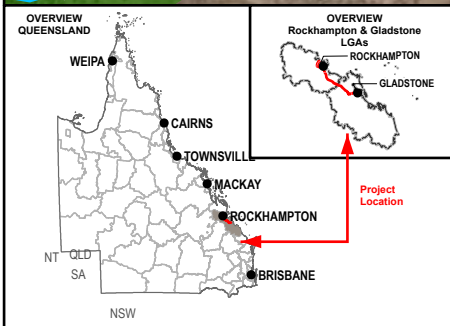 OVERVIEW
QUEENSLAND
WEIPA
CAIRNS
TOWNSVILLE
MACKAY
ROCKHAMPTON
BRISBANE
NT
QLD
SA
NSW
OVERVIEW
Rockhampton & Gladstone
LGAs
ROCKHAMPTON
GLADSTONE
Project
Location